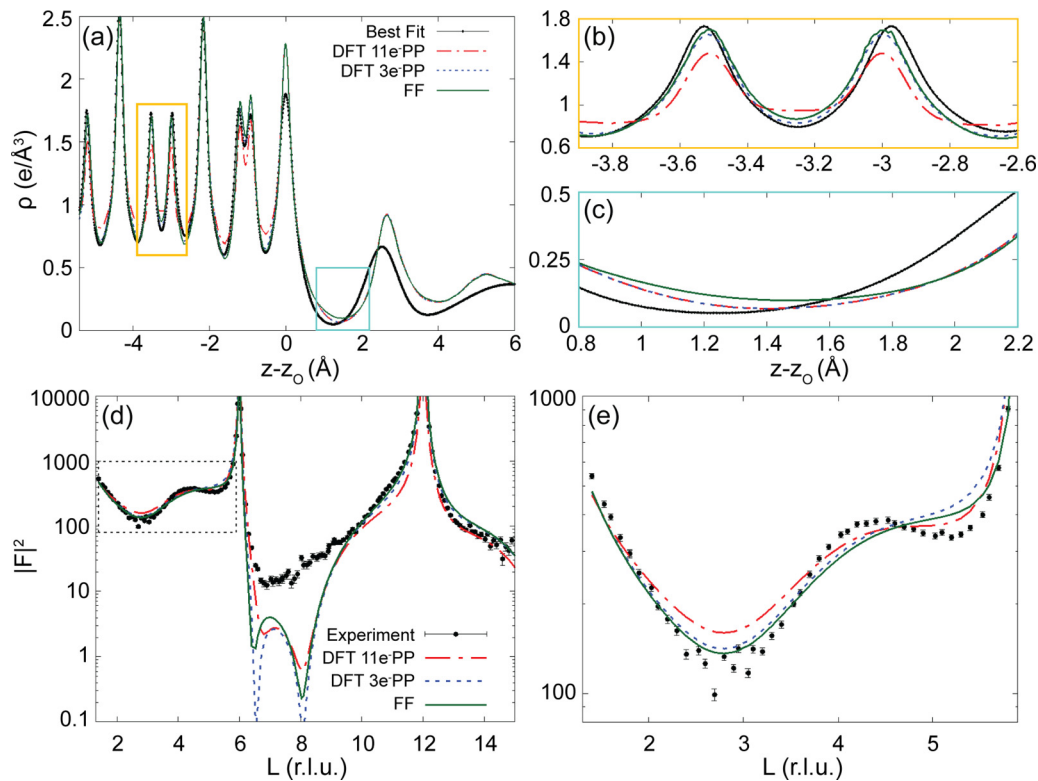 (a)
Best Fit
DFT 11e⁻PP
DFT 3e⁻PP
FF
ρ (e/Å³)
2.5
2
1.5
1
0.5
0
-4 -2 0 2 4 6
z-z_O (Å)
(b)
1.8
1.4
1
0.6
-3.8 -3.6 -3.4 -3.2 -3 -2.8 -2.6
(c)
0.50
0.25
0
0.8 1 1.2 1.4 1.6 1.8 2 2.2
z-z_O (Å)
(d)
|F|²
10000
1000
100
10
1
0.1
Experiment
DFT 11e⁻PP
DFT 3e⁻PP
FF
2 4 6 8 10 12 14
L (r.l.u.)
(e)
1000
100
2 3 4 5
L (r.l.u.)